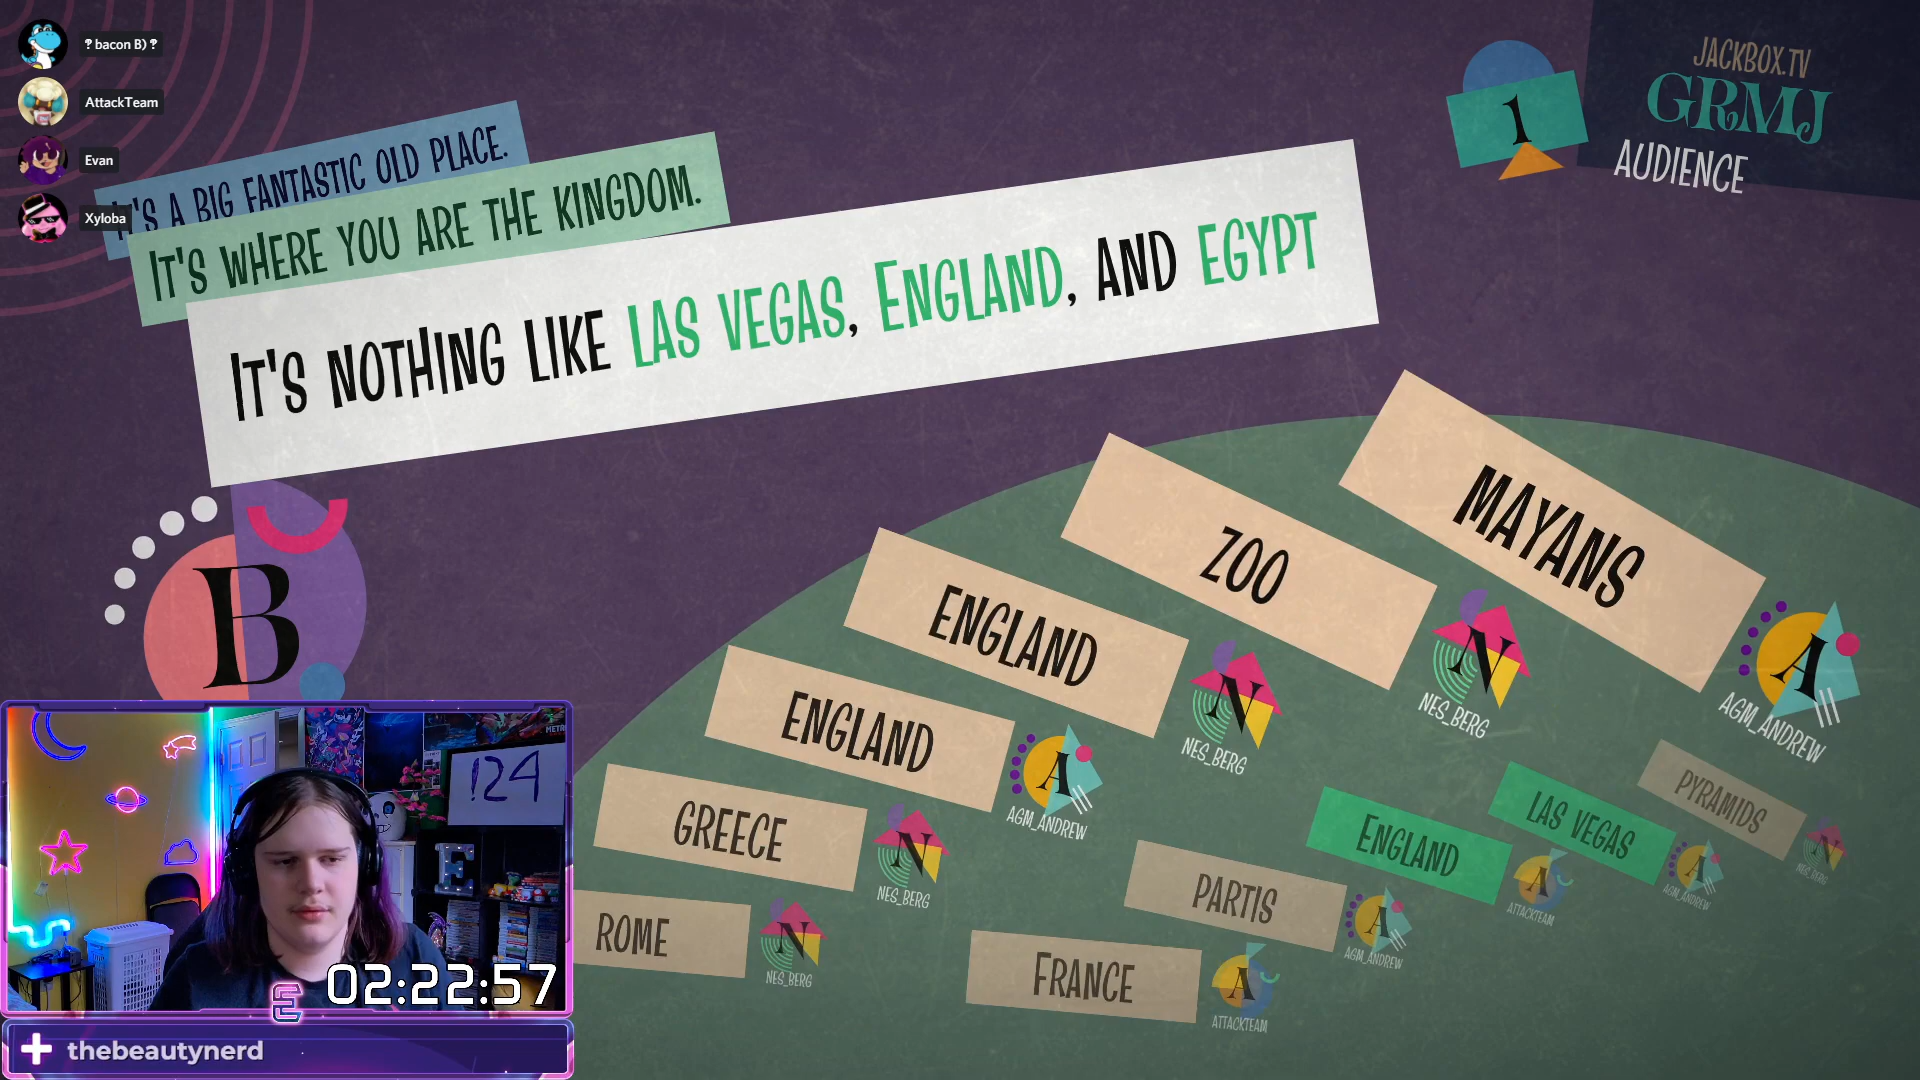 ‽ bacon B) ‽
AttackTeam
Evan
Xyloba
IT'S A BIG FANTASTIC OLD PLACE.
IT'S WHERE YOU ARE THE KINGDOM.
IT'S NOTHING LIKE LAS VEGAS, ENGLAND, AND EGYPT
1
JACKBOX.TV
GRMJ
AUDIENCE
B
MAYANS
A
AGM_ANDREW
ZOO
N
NES_BERG
ENGLAND
N
NES_BERG
ENGLAND
A
AGM_ANDREW
GREECE
N
NES_BERG
ROME
N
NES_BERG
PYRAMIDS
N
NES_BERG
LAS VEGAS
A
AGM_ANDREW
ENGLAND
A
ATTACKTEAM
PARTIS
A
AGM_ANDREW
FRANCE
A
ATTACKTEAM
!24
E
02:22:57
E
thebeautynerd